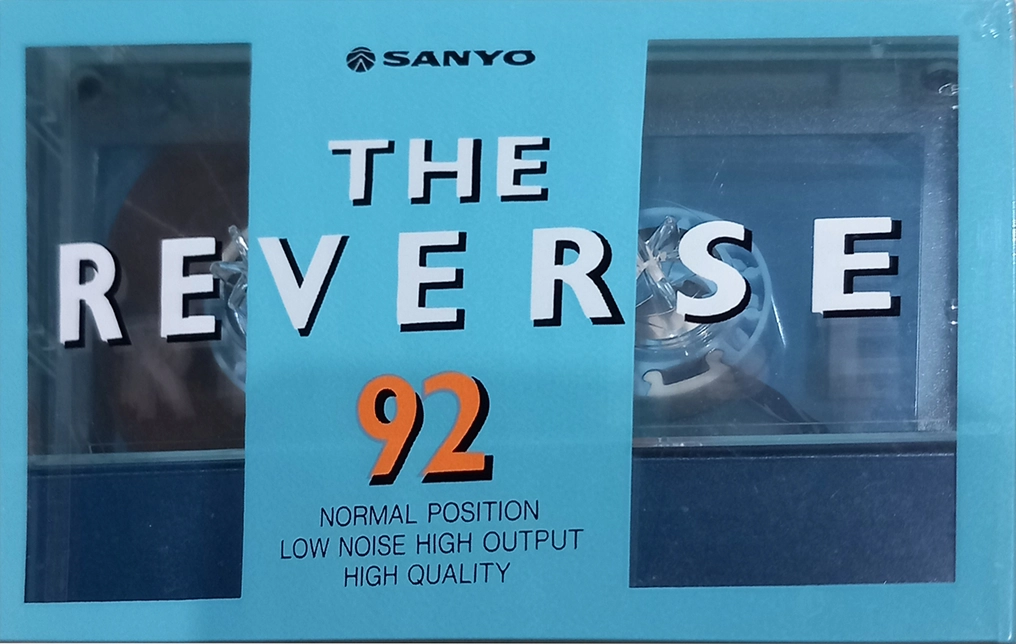 SANYO
THE
REVERSE
92
NORMAL POSITION
LOW NOISE HIGH OUTPUT
HIGH QUALITY